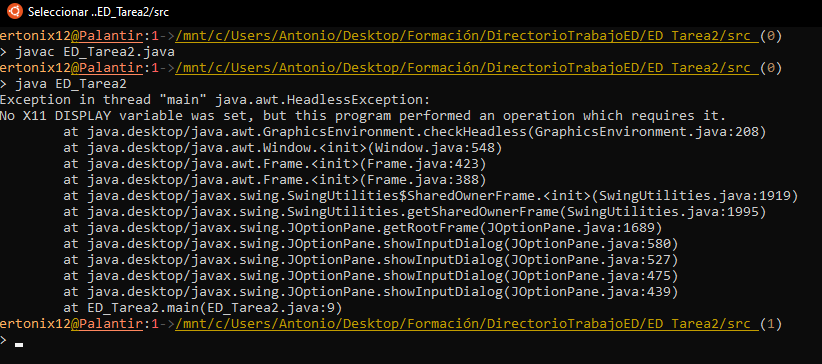 Seleccionar ..ED_Tarea2/src
ertonix12@Palantir:1->/mnt/c/Users/Antonio/Desktop/Formación/DirectorioTrabajoED/ED_Tarea2/src (0)
> javac ED_Tarea2.java
ertonix12@Palantir:1->/mnt/c/Users/Antonio/Desktop/Formación/DirectorioTrabajoED/ED_Tarea2/src (0)
> java ED_Tarea2
Exception in thread "main" java.awt.HeadlessException:
No X11 DISPLAY variable was set, but this program performed an operation which requires it.
at java.desktop/java.awt.GraphicsEnvironment.checkHeadless(GraphicsEnvironment.java:208)
at java.desktop/java.awt.Window.<init>(Window.java:548)
at java.desktop/java.awt.Frame.<init>(Frame.java:423)
at java.desktop/java.awt.Frame.<init>(Frame.java:388)
at java.desktop/javax.swing.SwingUtilities$SharedOwnerFrame.<init>(SwingUtilities.java:1919)
at java.desktop/javax.swing.SwingUtilities.getSharedOwnerFrame(SwingUtilities.java:1995)
at java.desktop/javax.swing.JOptionPane.getRootFrame(JOptionPane.java:1689)
at java.desktop/javax.swing.JOptionPane.showInputDialog(JOptionPane.java:580)
at java.desktop/javax.swing.JOptionPane.showInputDialog(JOptionPane.java:527)
at java.desktop/javax.swing.JOptionPane.showInputDialog(JOptionPane.java:475)
at java.desktop/javax.swing.JOptionPane.showInputDialog(JOptionPane.java:439)
at ED_Tarea2.main(ED_Tarea2.java:9)
ertonix12@Palantir:1->/mnt/c/Users/Antonio/Desktop/Formación/DirectorioTrabajoED/ED_Tarea2/src (1)
>